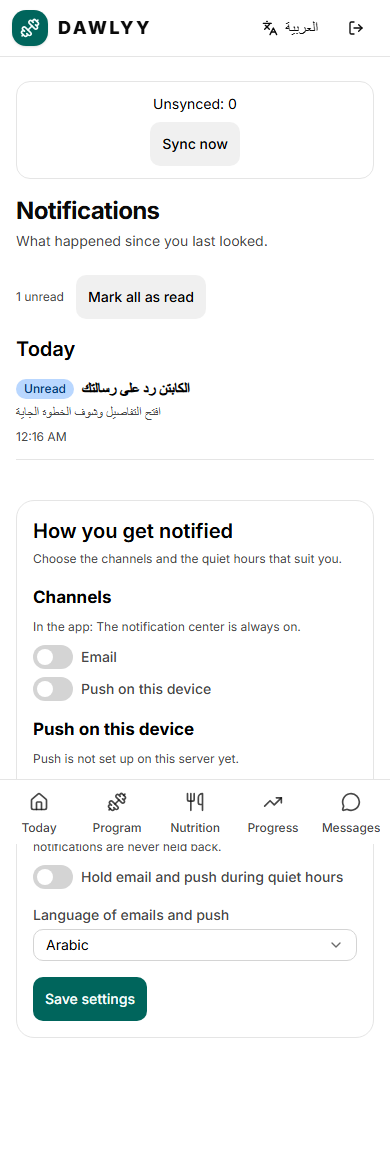 DAWLYY
العربية
Unsynced: 0
Sync now
Notifications
What happened since you last looked.
1 unread
Mark all as read
Today
Unread الكابتن رد على رسالتك
افتح التفاصيل وشوف الخطوة الجاية
12:16 AM
How you get notified
Choose the channels and the quiet hours that suit you.
Channels
In the app: The notification center is always on.
Email
Push on this device
Push on this device
Push is not set up on this server yet.
Today
Program
Nutrition
Progress
Messages
notifications are never held back.
Hold email and push during quiet hours
Language of emails and push
Arabic
Save settings